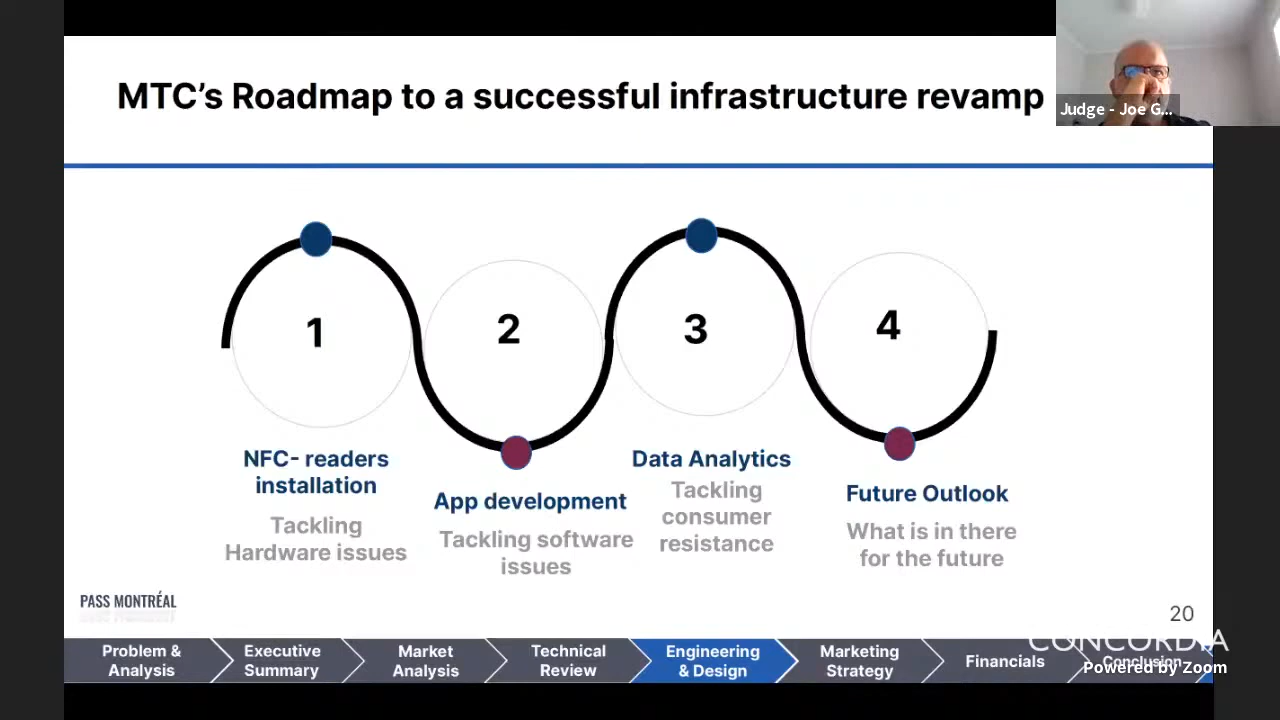 MTC's Roadmap to a successful infrastructure revamp
Judge - Joe G...
1
2
3
4
NFC- readers
installation
Tackling
Hardware issues
App development
Tackling software
issues
Data Analytics
Tackling
consumer
resistance
Future Outlook
What is in there
for the future
PASS MONTRÉAL
20
Problem &
Analysis
Executive
Summary
Market
Analysis
Technical
Review
Engineering
& Design
Marketing
Strategy
Financials
Conclusion
CONCORDIA
Powered by Zoom